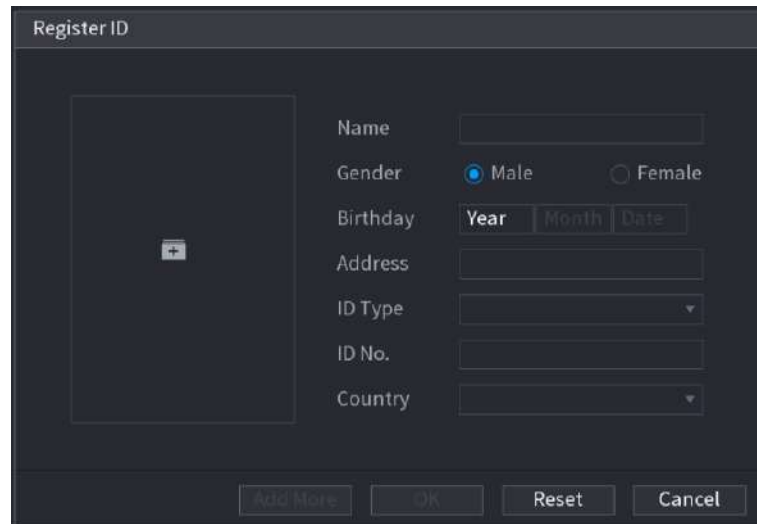 Register ID
Name
Gender Male Female
Birthday Year Month Date
Address
ID Type
ID No.
Country
Add More OK Reset Cancel